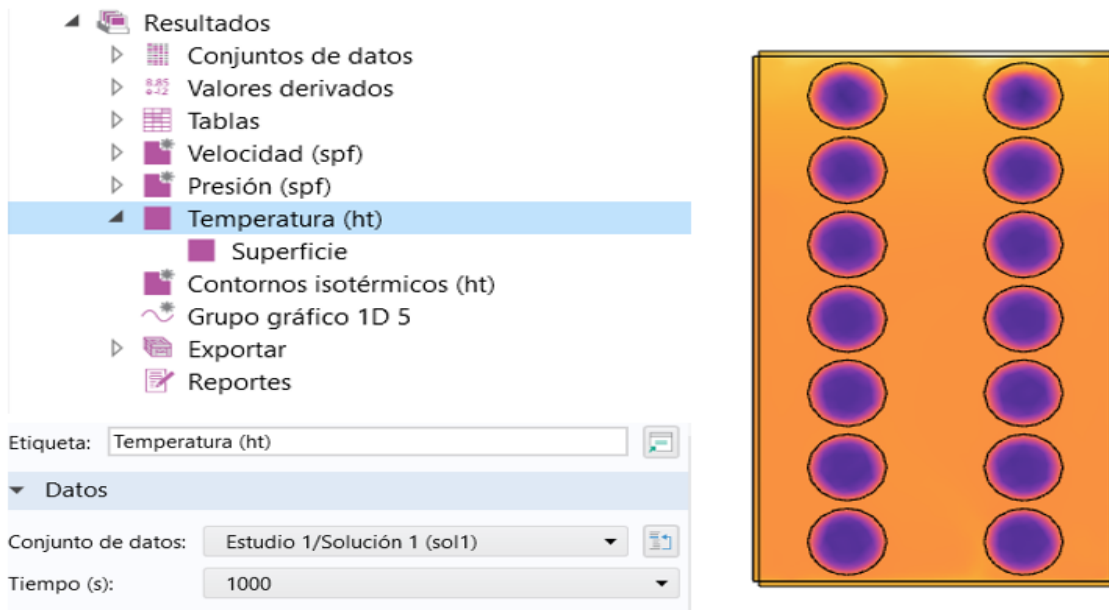 Resultados
Conjuntos de datos
8.85
e-12
Valores derivados
Tablas
Velocidad (spf)
Presión (spf)
Temperatura (ht)
Superficie
Contornos isotérmicos (ht)
Grupo gráfico 1D 5
Exportar
Reportes
Etiqueta: Temperatura (ht)
Datos
Conjunto de datos: Estudio 1/Solución 1 (sol1)
Tiempo (s): 1000